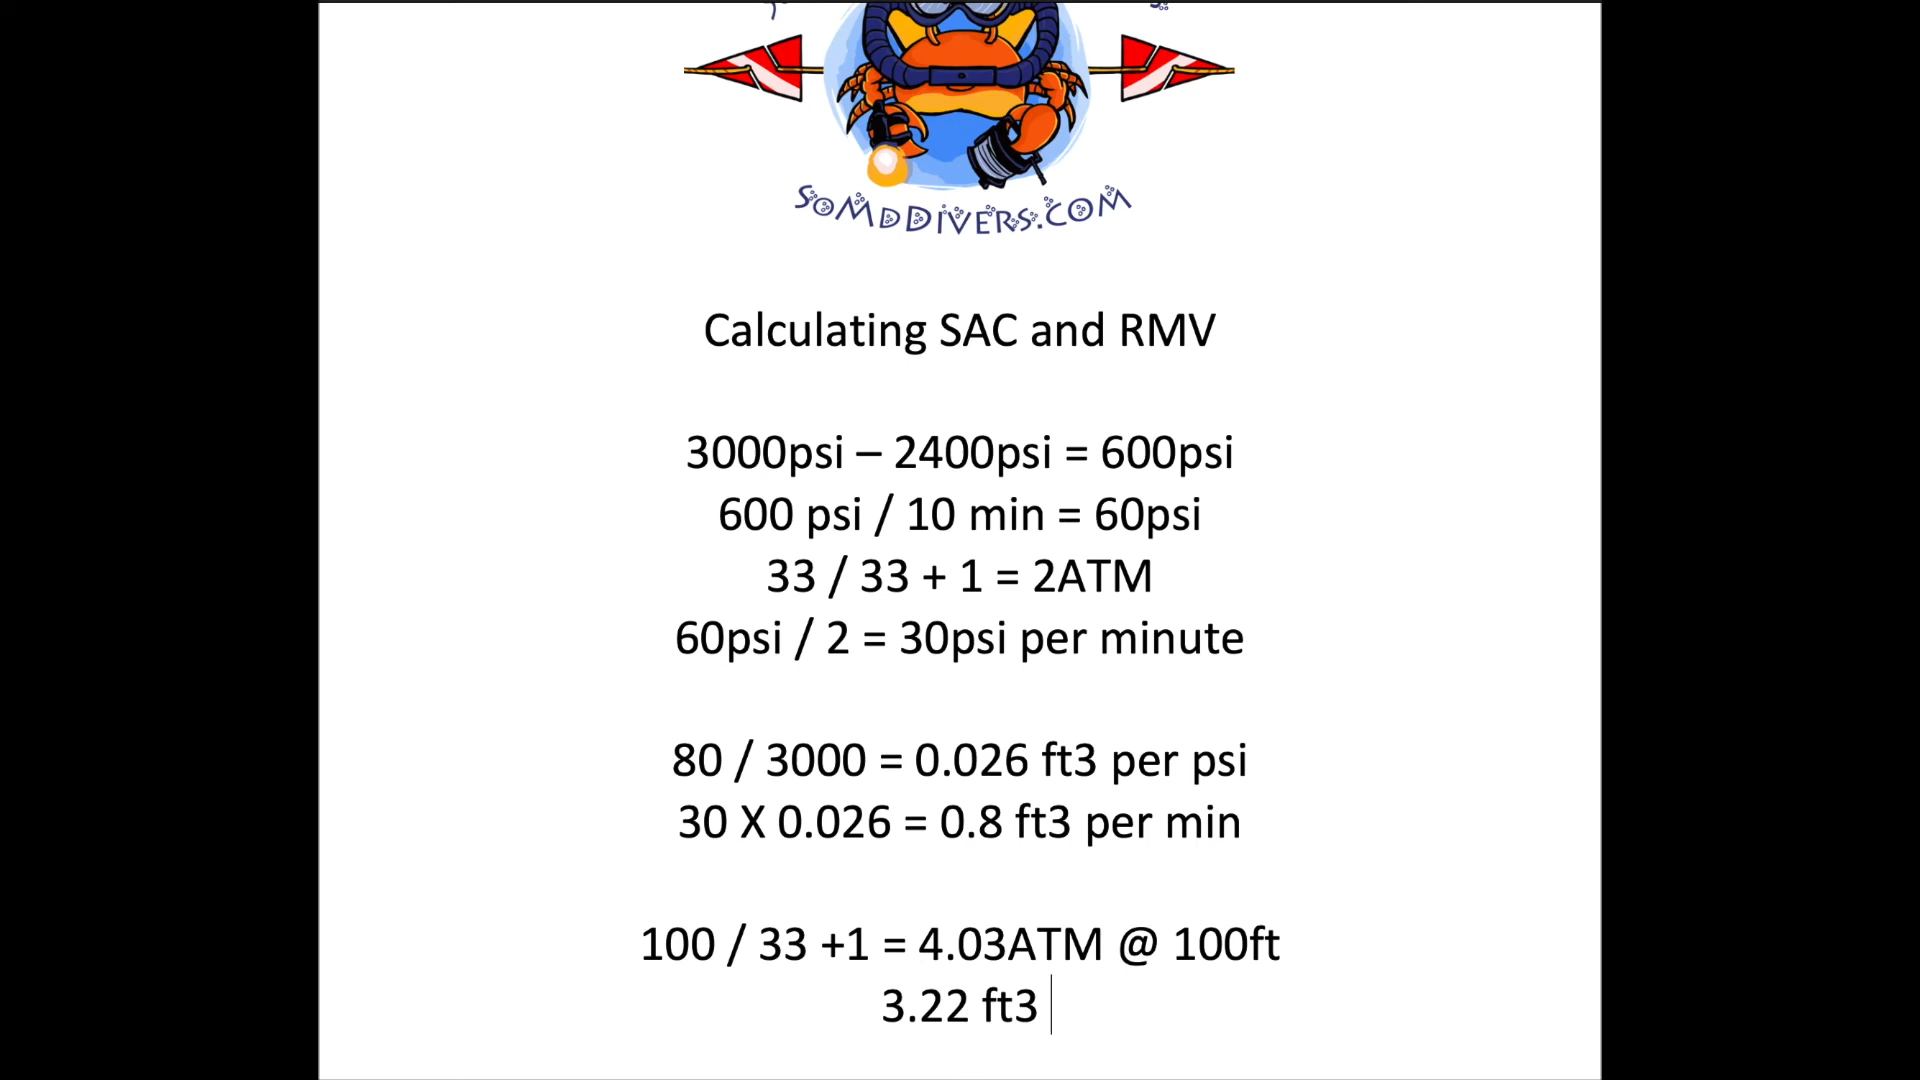 SOMDDIVERS.COM
Calculating SAC and RMV
3000psi – 2400psi = 600psi
600 psi / 10 min = 60psi
33 / 33 + 1 = 2ATM
60psi / 2 = 30psi per minute
80 / 3000 = 0.026 ft3 per psi
30 X 0.026 = 0.8 ft3 per min
100 / 33 +1 = 4.03ATM @ 100ft
3.22 ft3